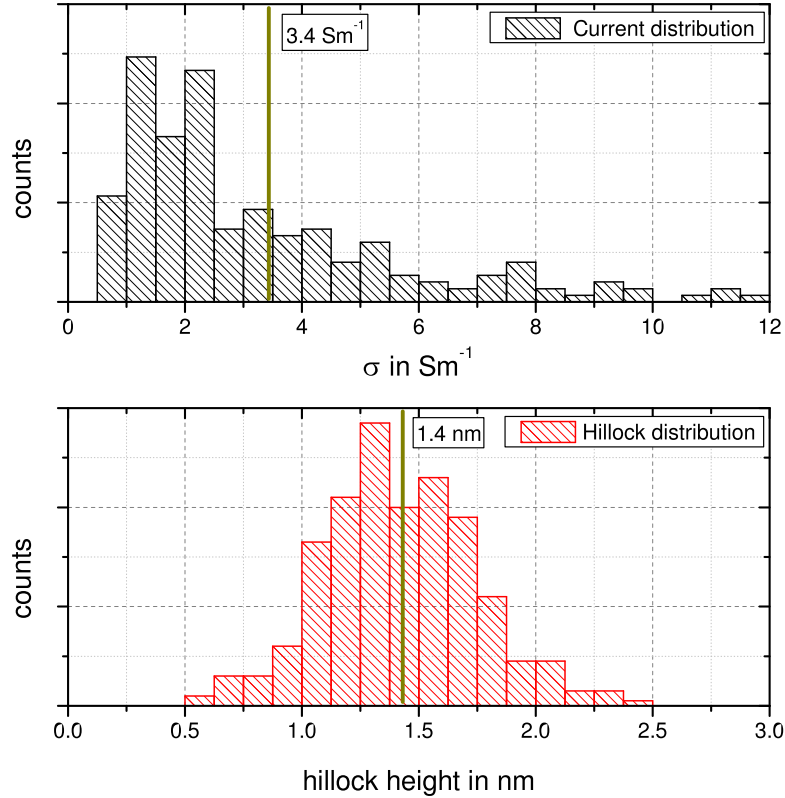 3.4 Sm⁻¹
Current distribution
counts
0 2 4 6 8 10 12
σ in Sm⁻¹
1.4 nm
Hillock distribution
counts
0.0 0.5 1.0 1.5 2.0 2.5 3.0
hillock height in nm